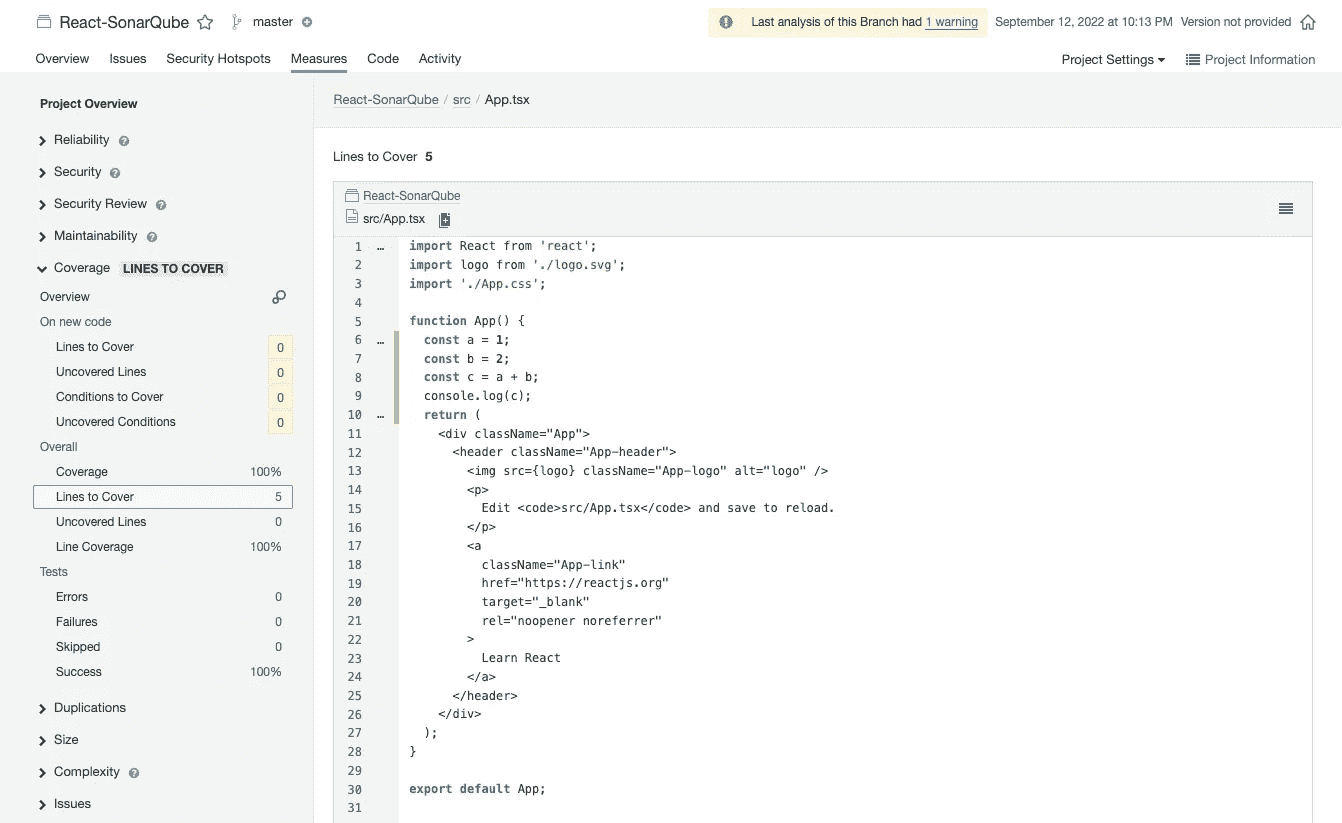 React-SonarQube master Last analysis of this Branch had 1 warning September 12, 2022 at 10:13 PM Version not provided
Overview Issues Security Hotspots Measures Code Activity Project Settings Project Information
Project Overview
Reliability ?
Security ?
Security Review ?
Maintainability ?
Coverage LINES TO COVER
Overview
On new code
Lines to Cover 0
Uncovered Lines 0
Conditions to Cover 0
Uncovered Conditions 0
Overall
Coverage 100%
Lines to Cover 5
Uncovered Lines 0
Line Coverage 100%
Tests
Errors 0
Failures 0
Skipped 0
Success 100%
Duplications
Size
Complexity ?
Issues
React-SonarQube / src / App.tsx
Lines to Cover 5
React-SonarQube
src/App.tsx
1 … import React from 'react';
2 import logo from './logo.svg';
3 import './App.css';
4
5 function App() {
6 … const a = 1;
7 const b = 2;
8 const c = a + b;
9 console.log(c);
10 … return (
11 <div className="App">
12 <header className="App-header">
13 <img src={logo} className="App-logo" alt="logo" />
14 <p>
15 Edit <code>src/App.tsx</code> and save to reload.
16 </p>
17 <a
18 className="App-link"
19 href="https://reactjs.org"
20 target="_blank"
21 rel="noopener noreferrer"
22 >
23 Learn React
24 </a>
25 </header>
26 </div>
27 );
28 }
29
30 export default App;
31